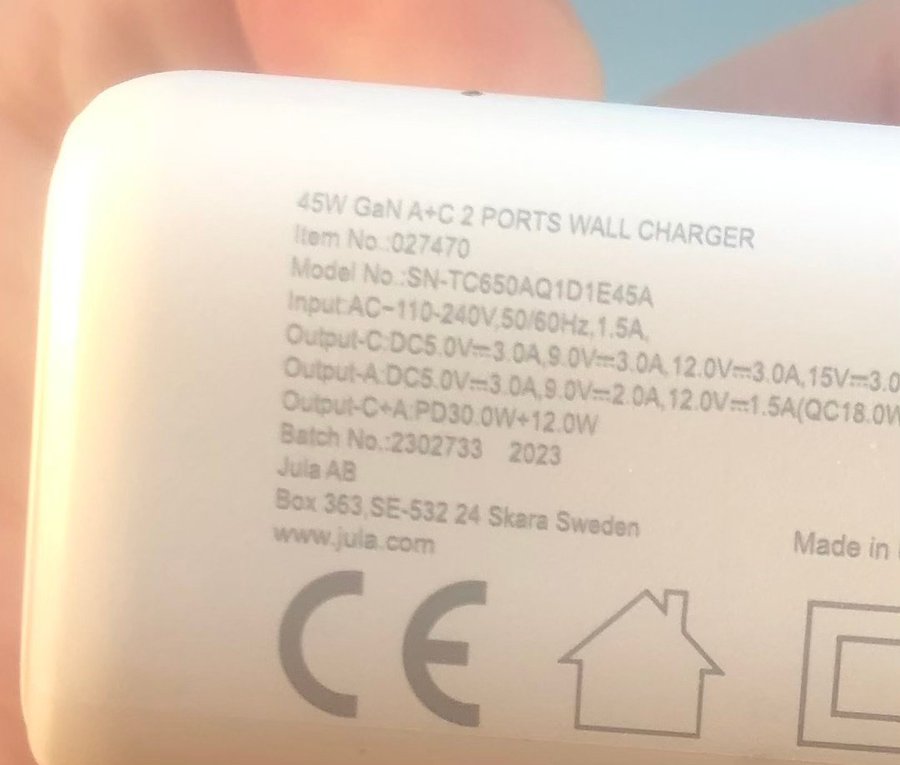 45W GaN A+C 2 PORTS WALL CHARGER
Item No.:027470
Model No.:SN-TC650AQ1D1E45A
Input:AC~110-240V,50/60Hz,1.5A,
Output-C:DC5.0V⎓3.0A,9.0V⎓3.0A,12.0V⎓3.0A,15V⎓3.0
Output-A:DC5.0V⎓3.0A,9.0V⎓2.0A,12.0V⎓1.5A(QC18.0W
Output-C+A:PD30.0W+12.0W
Batch No.:2302733 2023
Jula AB
Box 363,SE-532 24 Skara Sweden
www.jula.com
Made in
CE